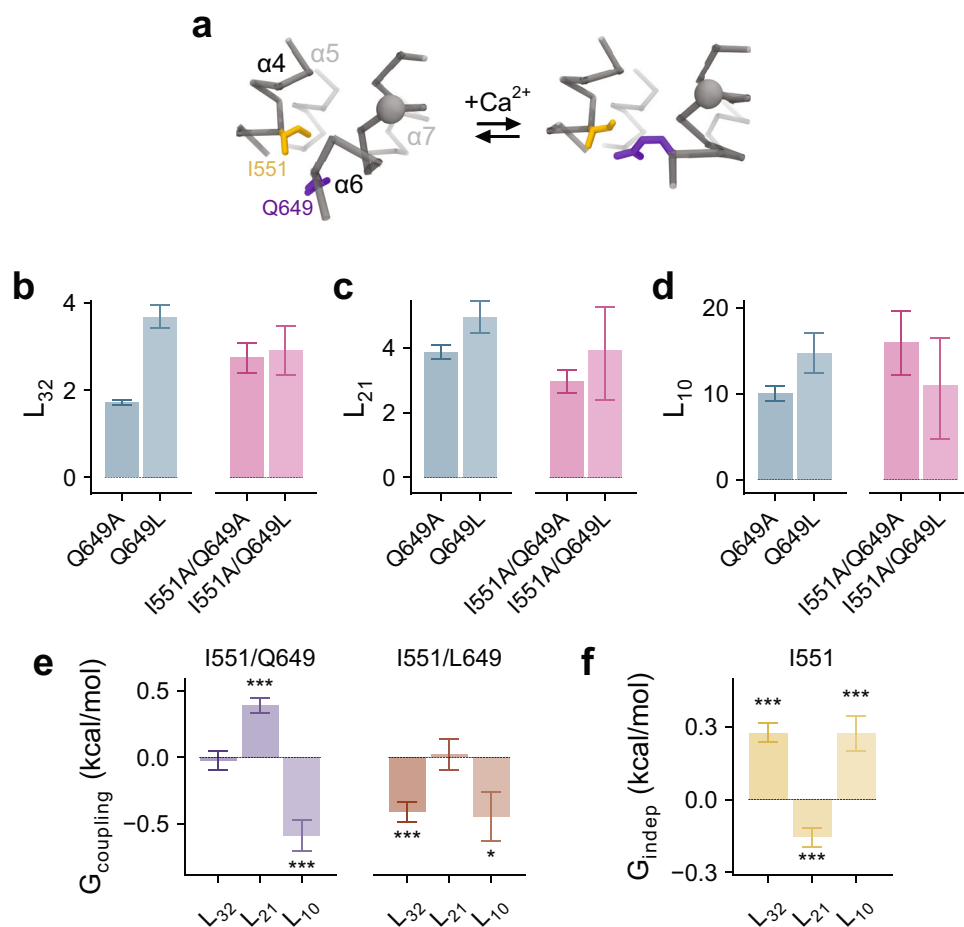 a
α4
α5
+Ca²⁺
α7
I551
α6
Q649
b
c
d
L₃₂
4
2
0
Q649A
Q649L
I551A/Q649A
I551A/Q649L
L₂₁
4
2
0
Q649A
Q649L
I551A/Q649A
I551A/Q649L
L₁₀
20
10
0
Q649A
Q649L
I551A/Q649A
I551A/Q649L
e
I551/Q649
I551/L649
G_coupling (kcal/mol)
0.5
0.0
−0.5
***
***
***
*
L₃₂
L₂₁
L₁₀
L₃₂
L₂₁
L₁₀
f
I551
G_indep (kcal/mol)
0.3
0.0
−0.3
***
***
***
L₃₂
L₂₁
L₁₀